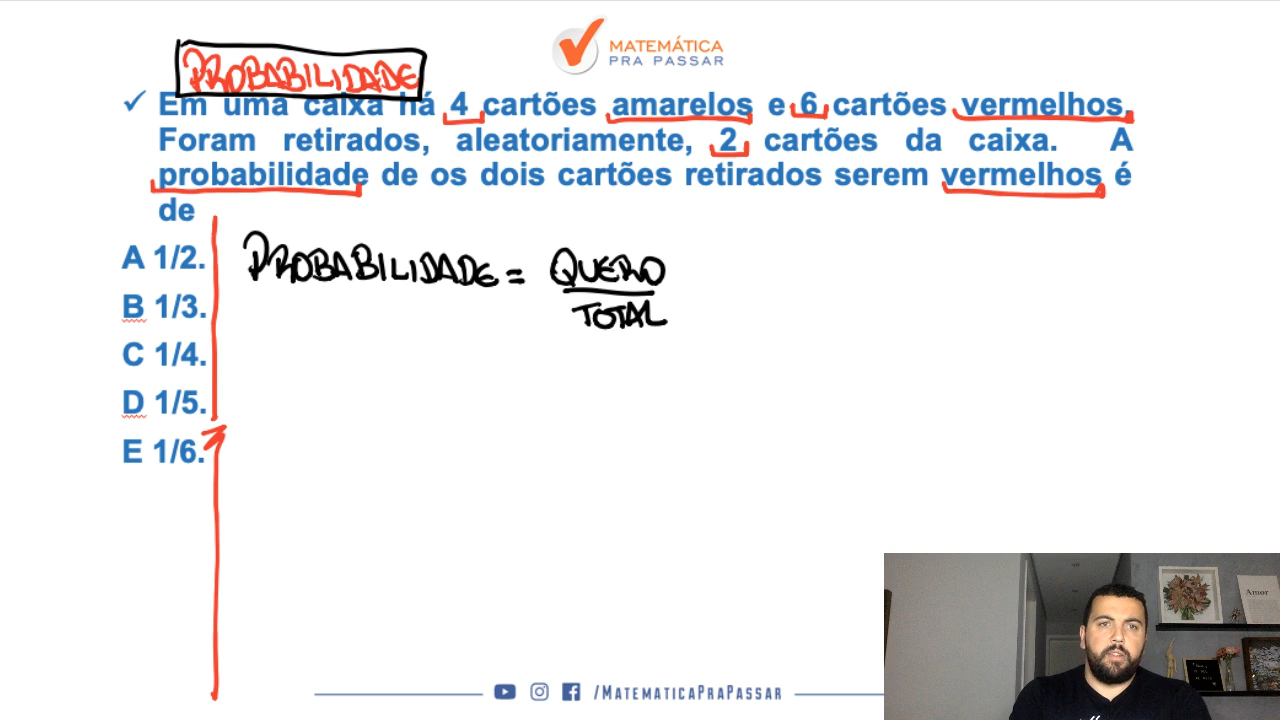 PROBABILIDADE
MATEMÁTICA
PRA PASSAR
✓ Em uma caixa há 4 cartões amarelos e 6 cartões vermelhos.
Foram retirados, aleatoriamente, 2 cartões da caixa. A
probabilidade de os dois cartões retirados serem vermelhos é
de
A 1/2.
B 1/3.
C 1/4.
D 1/5.
E 1/6.
PROBABILIDADE = QUERO
TOTAL
Amor
/MATEMATICAPRAPASSAR